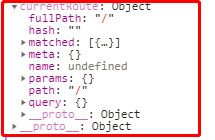 ▼currentRoute: Object
fullPath: "/"
hash: ""
▶matched: [{…}]
▶meta: {}
name: undefined
▶params: {}
path: "/"
▶query: {}
▶__proto__: Object
▶__proto__: Object